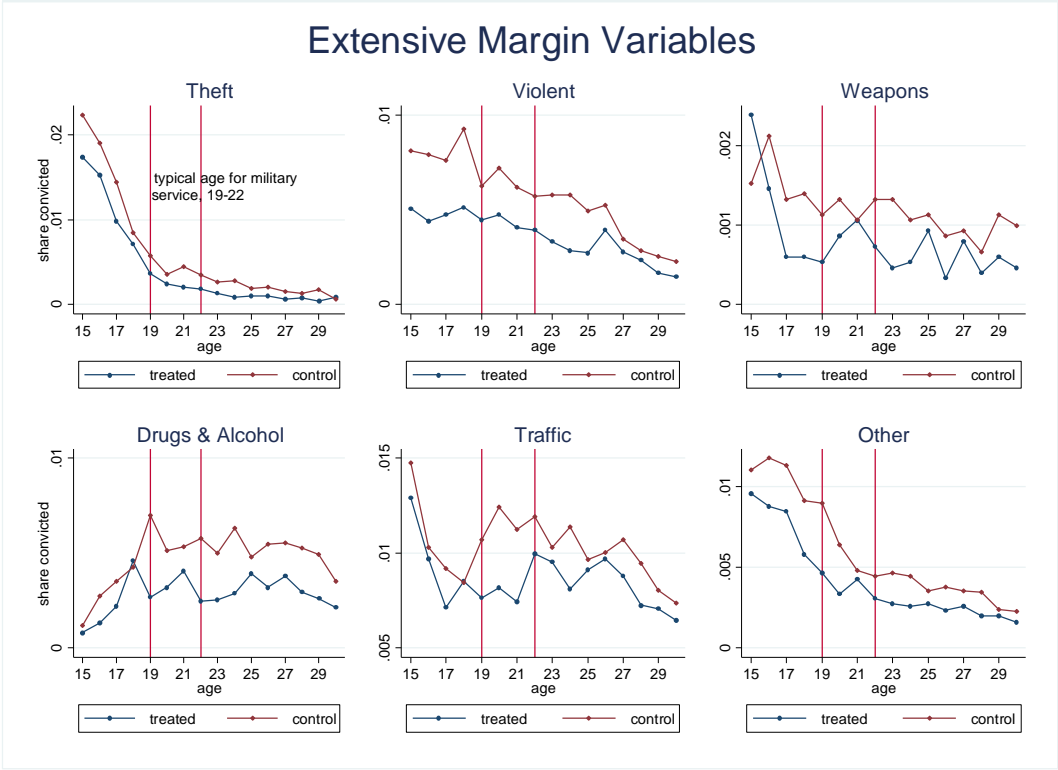 Extensive Margin Variables
Theft
share convicted
0
.01
.02
typical age for military
service, 19-22
15 17 19 21 23 25 27 29
age
treated control
Violent
0
.01
15 17 19 21 23 25 27 29
age
treated control
Weapons
0
.001
.002
15 17 19 21 23 25 27 29
age
treated control
Drugs & Alcohol
share convicted
0
.01
15 17 19 21 23 25 27 29
age
treated control
Traffic
.005
.01
.015
15 17 19 21 23 25 27 29
age
treated control
Other
0
.005
.01
15 17 19 21 23 25 27 29
age
treated control